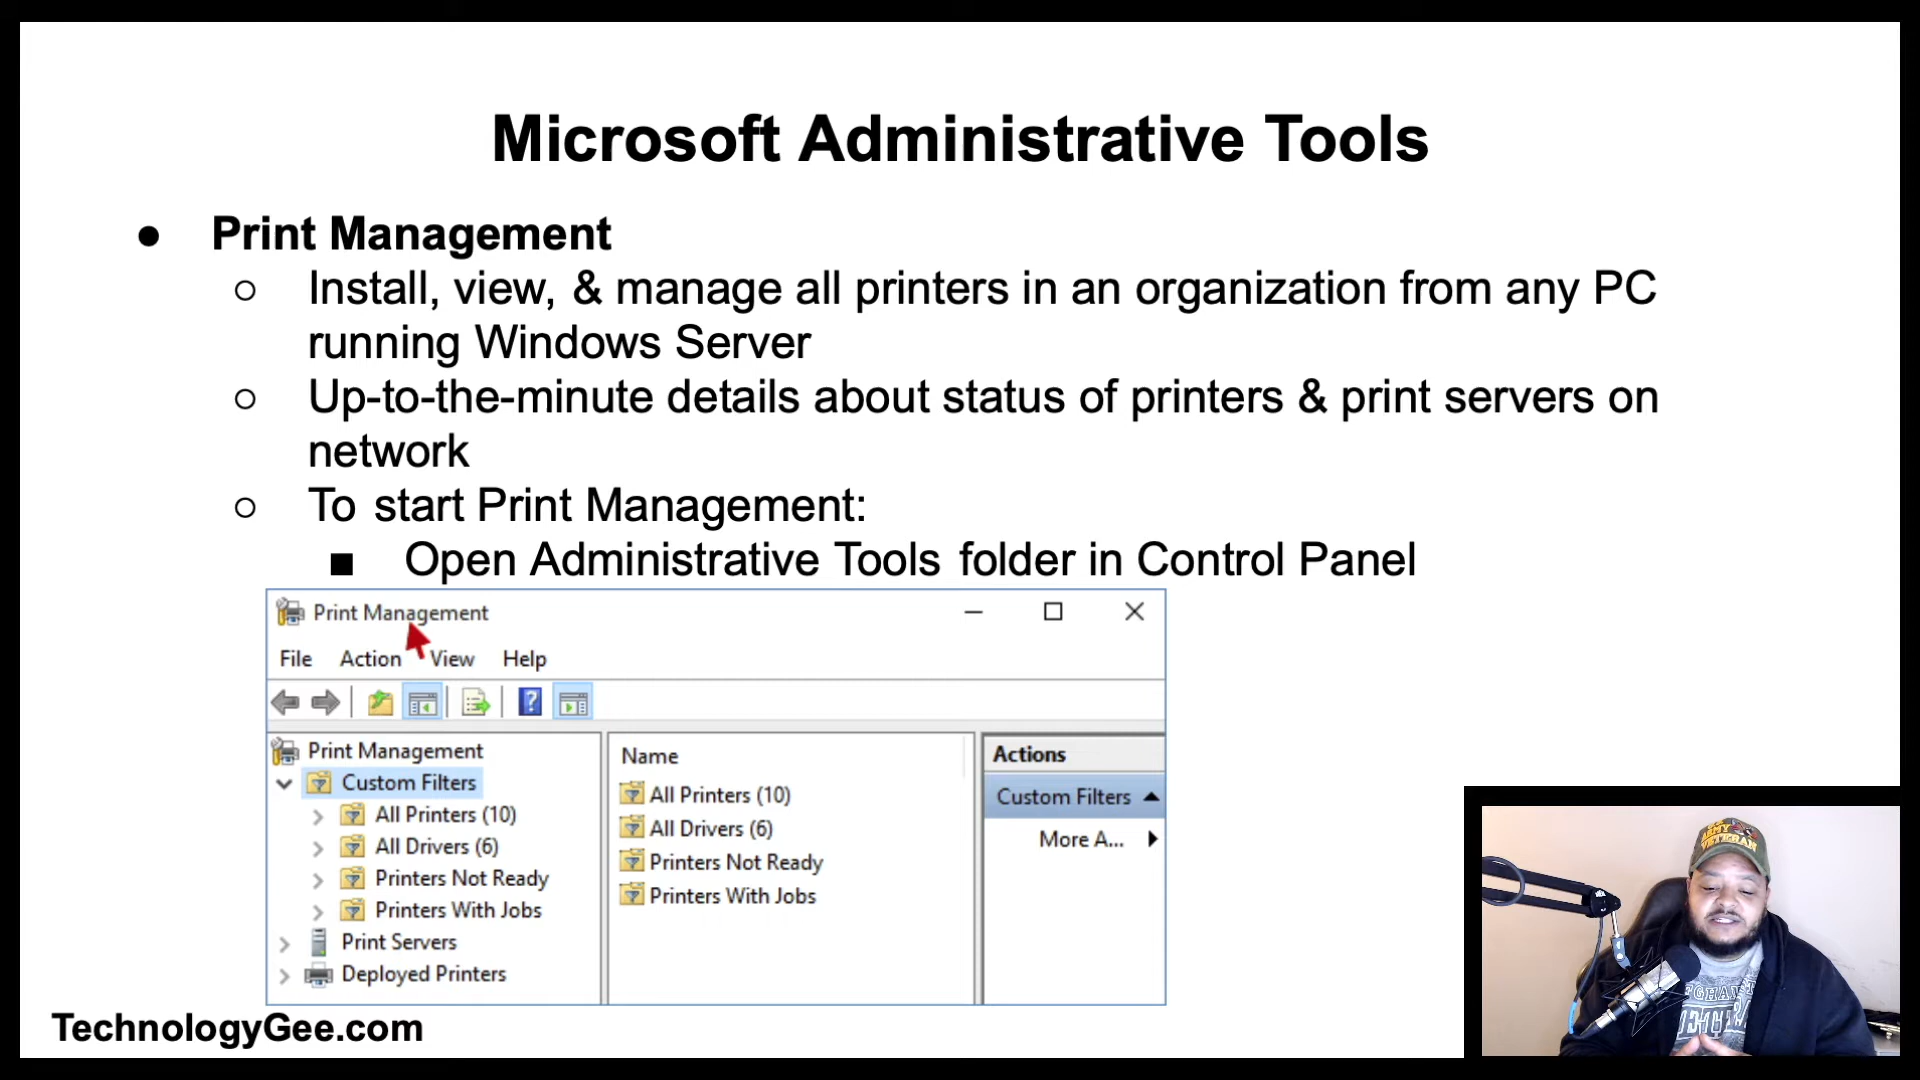 Microsoft Administrative Tools
● Print Management
○ Install, view, & manage all printers in an organization from any PC
running Windows Server
○ Up-to-the-minute details about status of printers & print servers on
network
○ To start Print Management:
■ Open Administrative Tools folder in Control Panel
Print Management
File Action View Help
Print Management
Custom Filters
All Printers (10)
All Drivers (6)
Printers Not Ready
Printers With Jobs
Print Servers
Deployed Printers
Name
All Printers (10)
All Drivers (6)
Printers Not Ready
Printers With Jobs
Actions
Custom Filters
More A...
ARMY
VETERAN
TechnologyGee.com